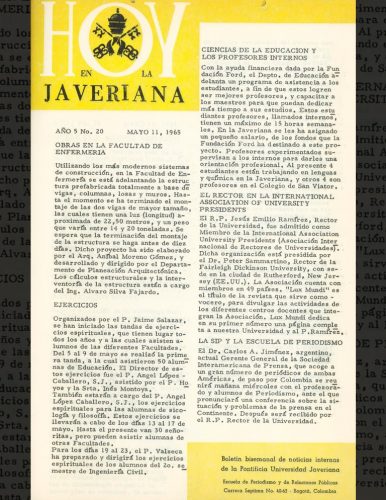 HOY
EN LA
JAVERIANA
AÑO 5 No. 20 MAYO 11, 1965
OBRAS EN LA FACULTAD DE
ENFERMERIA
Utilizando los más modernos sistemas
de construcción, en la Facultad de En-
fermería se está adelantando la estruc-
tura prefabricada totalmente a base de
vigas, columnas, losas y muros. Has-
ta el momento se ha terminado el mon-
taje de las dos vigas de mayor tamaño,
las cuales tienen una luz (longitud) a-
proximada de 22,50 metros, y un peso
que varía entre 14 y 20 toneladas. Se
espera que la terminación del montaje
de la estructura se haga antes de diez
días. Dicho proyecto ha sido elaborado
por el Arq. Aníbal Moreno Gómez, y
desarrollado y dirigido por el Departa-
mento de Planeación Arquitectónica.
Los cálculos estructurales y la inter-
ventoría de la estructura están a cargo
del Ing. Alvaro Silva Fajardo.
EJERCICIOS
Organizados por el P. Jaime Salazar,
se han iniciado las tandas de ejerci-
cios espirituales, que tienen lugar to-
dos los años y a las cuales asisten a-
lumnos de las diferentes Facultades.
Del 5 al 9 de mayo se realizó la prime
ra tanda, a la cual asistieron 50 alum-
nas de Educación. El Director de es-
tos ejercicios fue el P. Angel López -
Caballero, S.J., asistido por el P. Ho
yos y la Srta. Inés Montoya.
También estarán a cargo del P. Angel
López Caballero, S.J., los ejercicios
espirituales para las alumnas de sico-
logía y filosofía. Estos ejercicios se
llevarán a cabo de los días 13 al 17 de
mayo. Hasta el presente van 30 seño-
ritas, pero pueden asistir alumnas de
otras Facultades.
Para los días 19 al 23, el P. Valseca
ha preparado y dirigirá los ejercicios
espirituales de los alumnos del 2o. se-
mestre de Ingeniería Civil.
CIENCIAS DE LA EDUCACION Y
LOS PROFESORES INTERNOS
Con la ayuda financiera dada por la Fun
dación Ford, el Depto. de Educación a-
delanta un programa de asistencia a los
estudiantes, a fin de que estos logren
ser mejores profesores, y capacitar a
los maestros para que puedan dedicar
más tiempo a sus estudios. Estos estu
diantes profesores, llamados internos,
tienen un máximo de 15 horas semana-
les. En la Javeriana se les ha asignado
un pequeño salario, de los fondos que la
Fundación Ford ha destinado a este pro-
yecto. Profesores experimentados su-
pervisan a los internos para darles una
orientación profesional. Al presente 4
estudiantes están trabajando en lenguas
y química en la Javeriana, y otros 4 son
profesores en el Colegio de San Viator.
EL RECTOR EN LA INTERNATIONAL
ASSOCIATION OF UNIVERSITY
PRESIDENTS
El R.P. Jesús Emilio Ramírez, Rector
de la Universidad, fue admitido como
Miembro de la International Association
University Presidents (Asociación Inter
nacional de Rectores de Universidades).
Dicha organización está presidida por
el Dr. Peter Sammartino, Rector de la
Fairleigh Dickinson University, con se-
de en la ciudad de Rutherford, New Jer-
sey (EE.UU.). La Asociación cuenta con
miembros en 49 países. "Lux Mundi" es
el título de la revista que sirve como -
vocero, para divulgar las actividades de
los diferentes centros docentes que inte-
gran la Asociación. Lux Mundi dedicará
en su primer número una página comple
ta a nuestra Universidad y al P. Ramírez.
LA SIP Y LA ESCUELA DE PERIODISMO
El Dr. Carlos A. Jiménez, argentino,
actual Gerente General de la Sociedad
Interamericana de Prensa, que acoge a
un gran número de periódicos de ambas
Américas, de paso por Colombia se reu
nirá mañana miércoles con el profesora-
do y alumnos de Periodismo, ante el que
pronunciará una conferencia sobre la si-
tuación y problemas de la prensa en el
Continente. Después será recibido por
el R.P. Rector de la Universidad.
Boletín bisemanal de noticias internas
de la Pontificia Universidad Javeriana
Escuela de Periodismo y de Relaciones Públicas
Carrera Séptima No 40-62 - Bogotá, Colombia.